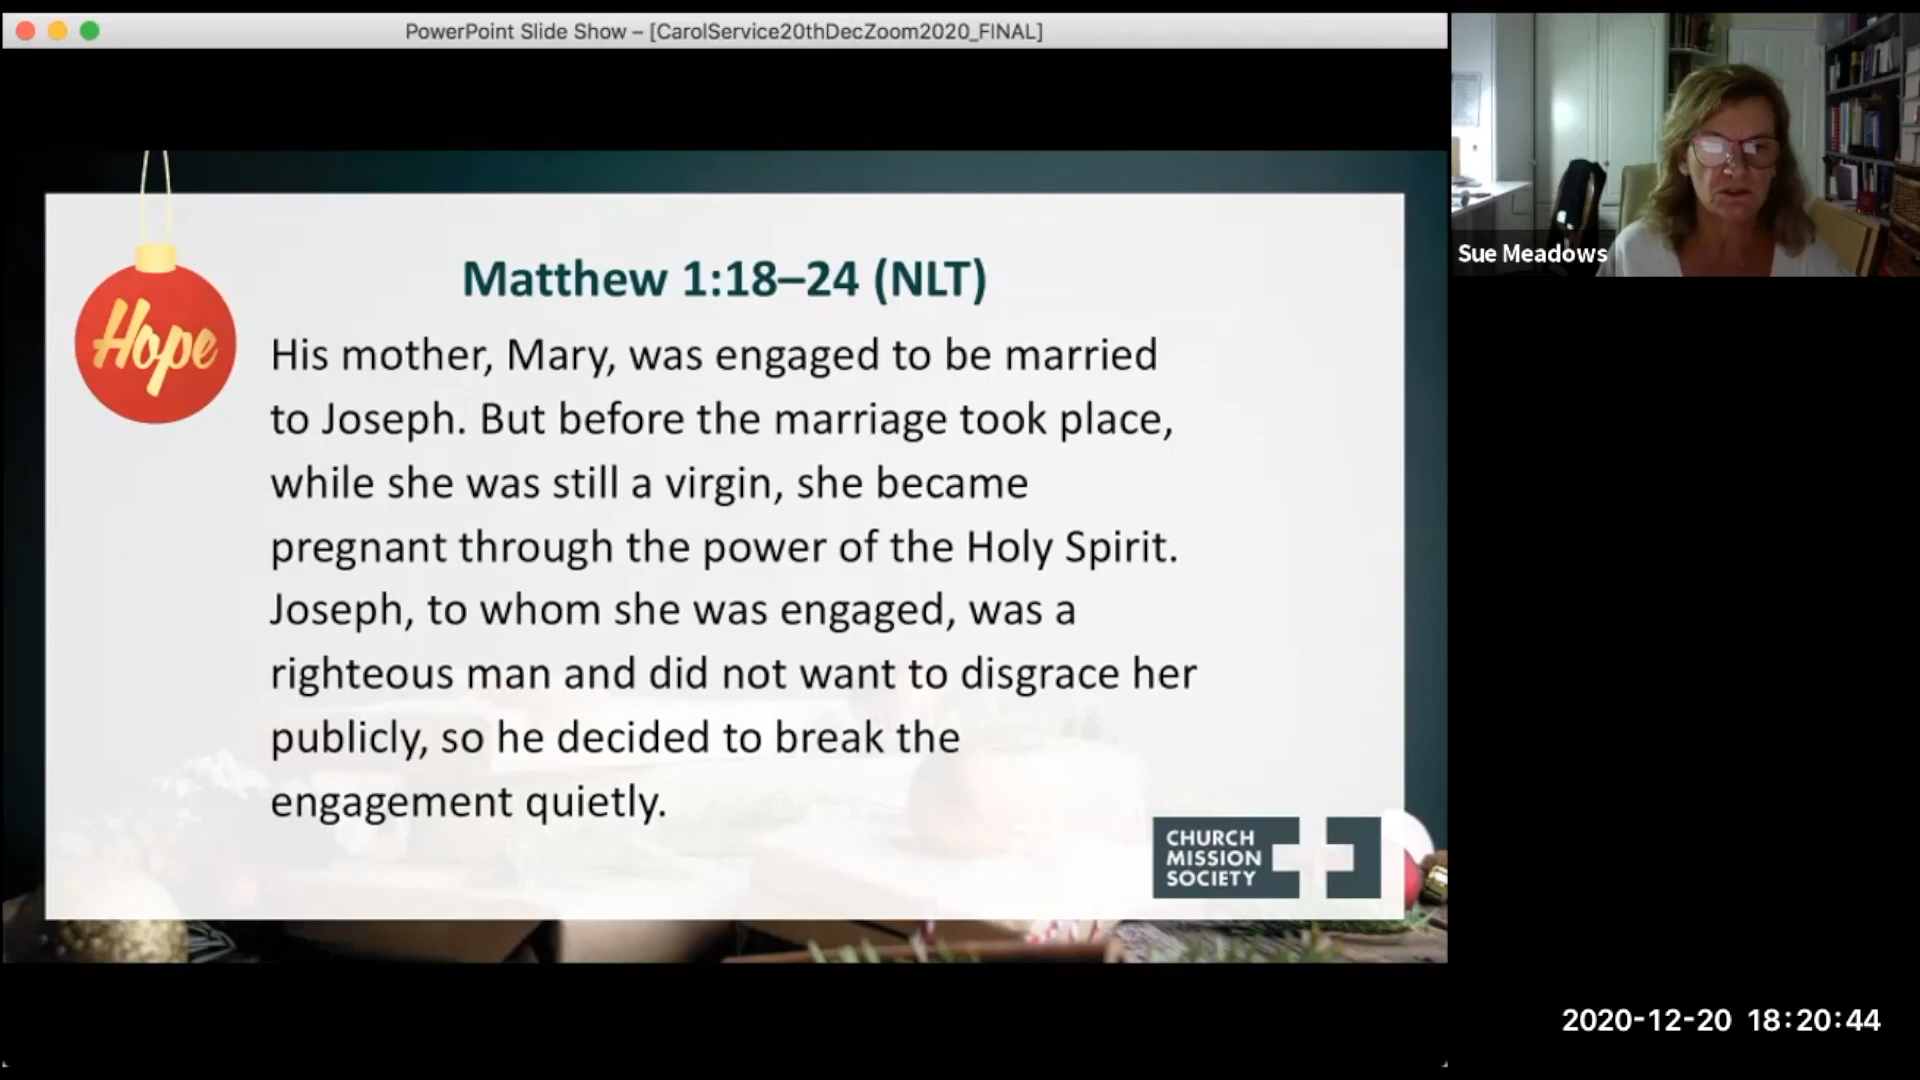 PowerPoint Slide Show – [CarolService20thDecZoom2020_FINAL]
Hope
Matthew 1:18–24 (NLT)
His mother, Mary, was engaged to be married
to Joseph. But before the marriage took place,
while she was still a virgin, she became
pregnant through the power of the Holy Spirit.
Joseph, to whom she was engaged, was a
righteous man and did not want to disgrace her
publicly, so he decided to break the
engagement quietly.
CHURCH
MISSION
SOCIETY
Sue Meadows
2020-12-20 18:20:44